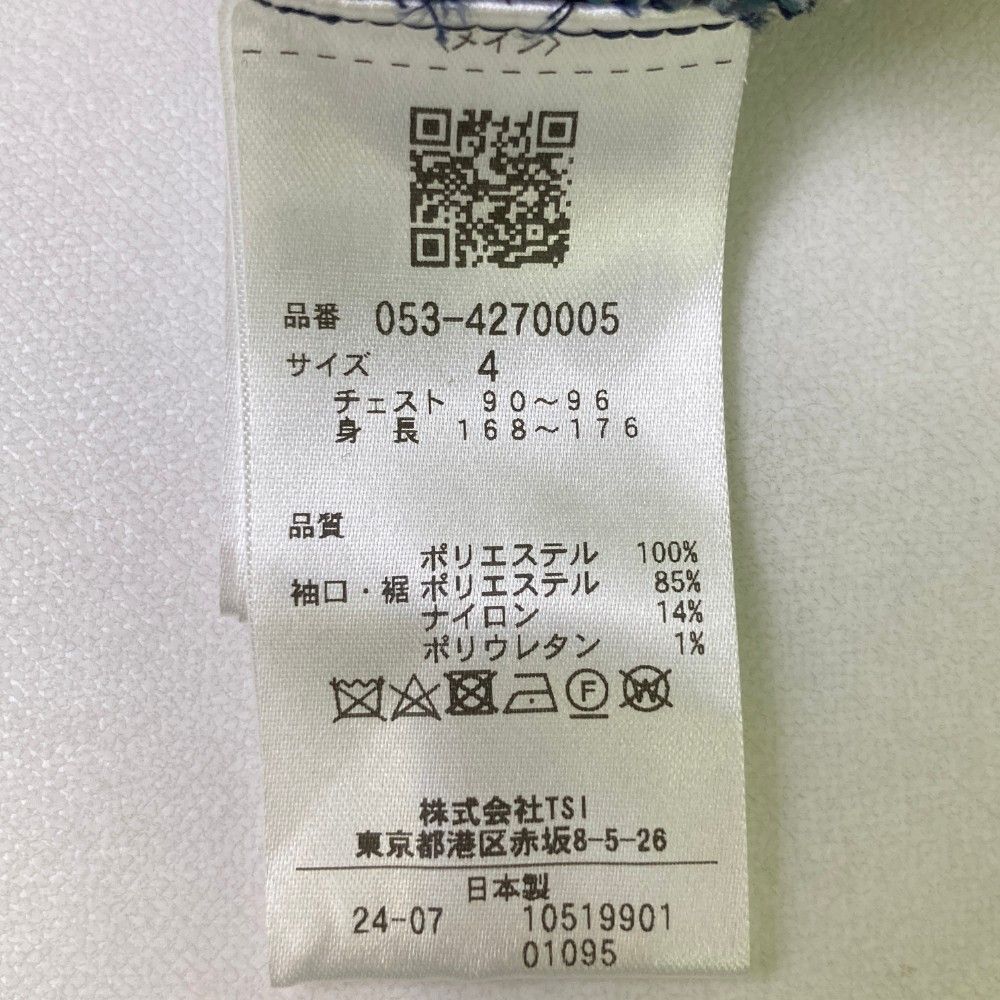 <メイン>
品番 053-4270005
サイズ 4
チェスト 90～96
身 長 168～176
品質
ポリエステル 100%
袖口・裾 ポリエステル 85%
ナイロン 14%
ポリウレタン 1%
F W
株式会社TSI
東京都港区赤坂8-5-26
日本製
24-07 10519901
01095